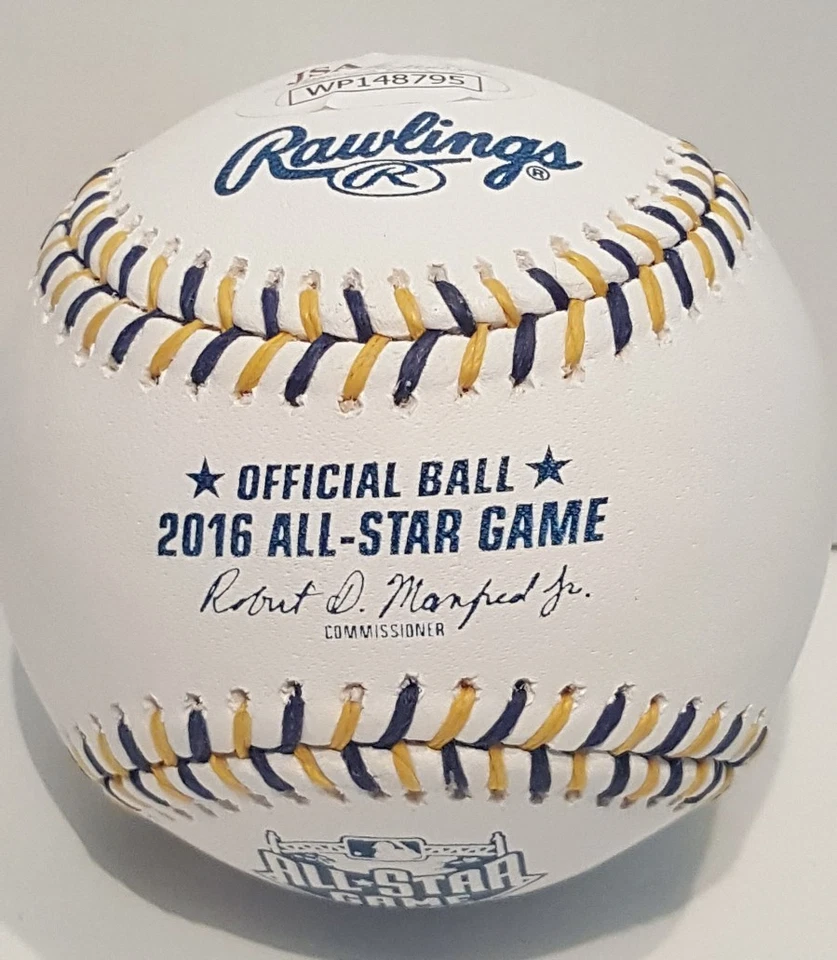 JSA
WP148795
Rawlings ®
R
★ OFFICIAL BALL ★
2016 ALL-STAR GAME
Robert D. Manfred Jr.
COMMISSIONER
ALL★STAR
GAME